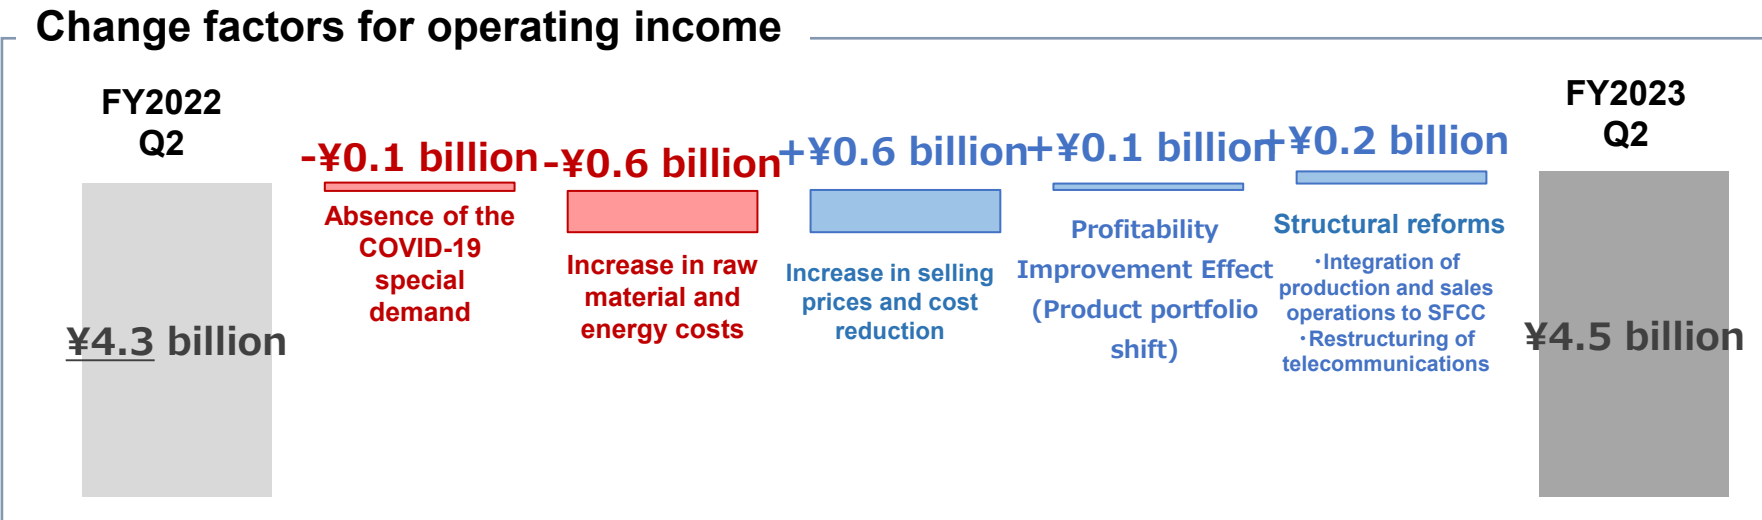 Change factors for operating income
FY2022
Q2
¥4.3 billion
-¥0.1 billion
Absence of the
COVID-19
special
demand
-¥0.6 billion
Increase in raw
material and
energy costs
+¥0.6 billion
Increase in selling
prices and cost
reduction
+¥0.1 billion
Profitability
Improvement Effect
(Product portfolio
shift)
+¥0.2 billion
Structural reforms
・Integration of
production and sales
operations to SFCC
・Restructuring of
telecommunications
FY2023
Q2
¥4.5 billion